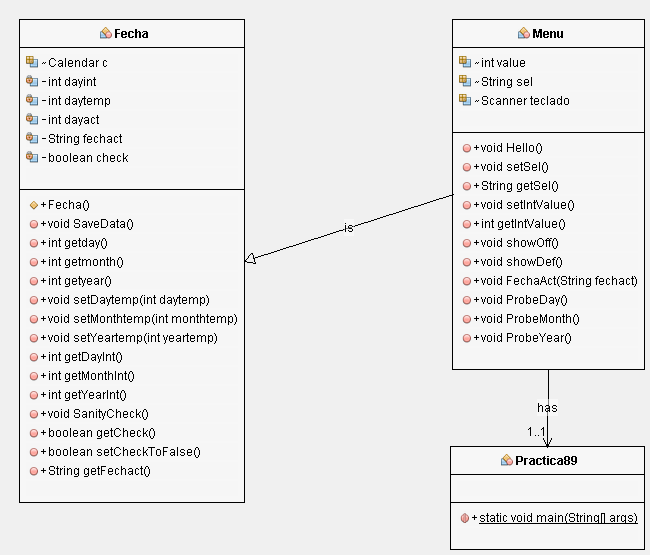 Fecha
~Calendar c
-int dayint
-int daytemp
-int dayact
-String fechact
-boolean check
+Fecha()
+void SaveData()
+int getday()
+int getmonth()
+int getyear()
+void setDaytemp(int daytemp)
+void setMonthtemp(int monthtemp)
+void setYeartemp(int yeartemp)
+int getDayInt()
+int getMonthInt()
+int getYearInt()
+void SanityCheck()
+boolean getCheck()
+boolean setCheckToFalse()
+String getFechact()
is
Menu
~int value
~String sel
~Scanner teclado
+void Hello()
+void setSel()
+String getSel()
+void setIntValue()
+int getIntValue()
+void showOff()
+void showDef()
+void FechaAct(String fechact)
+void ProbeDay()
+void ProbeMonth()
+void ProbeYear()
has
1..1
Practica89
+static void main(String[] args)